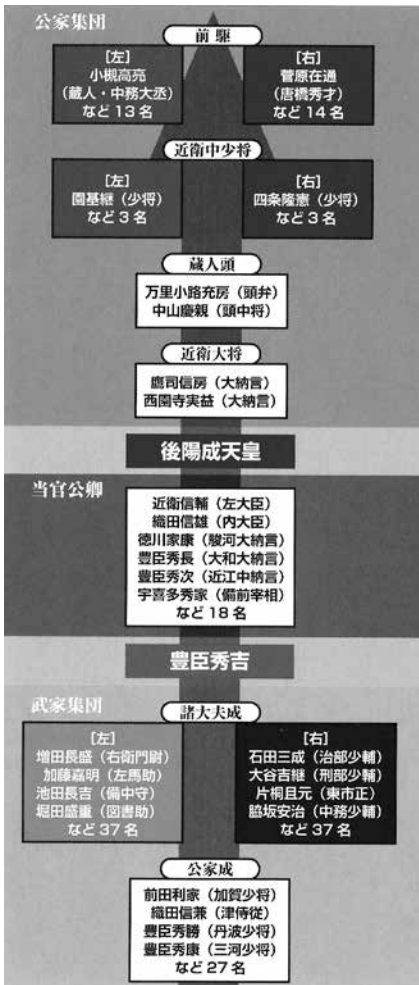 公家集団
前駆
[左]
小槻高亮
(蔵人・中務大丞)
など13名
[右]
菅原在通
(唐橋秀才)
など14名
近衛中少将
[左]
園基継(少将)
など3名
[右]
四条隆憲(少将)
など3名
蔵人頭
万里小路充房(頭弁)
中山慶親(頭中将)
近衛大将
鷹司信房(大納言)
西園寺実益(大納言)
後陽成天皇
当官公卿
近衛信輔(左大臣)
織田信雄(内大臣)
徳川家康(駿河大納言)
豊臣秀長(大和大納言)
豊臣秀次(近江中納言)
宇喜多秀家(備前宰相)
など18名
豊臣秀吉
武家集団
諸大夫成
[左]
増田長盛(右衛門尉)
加藤嘉明(左馬助)
池田長吉(備中守)
堀田盛重(図書助)
など37名
[右]
石田三成(治部少輔)
大谷吉継(刑部少輔)
片桐且元(東市正)
脇坂安治(中務少輔)
など37名
公家成
前田利家(加賀少将)
織田信兼(津侍従)
豊臣秀勝(丹波少将)
豊臣秀康(三河少将)
など27名